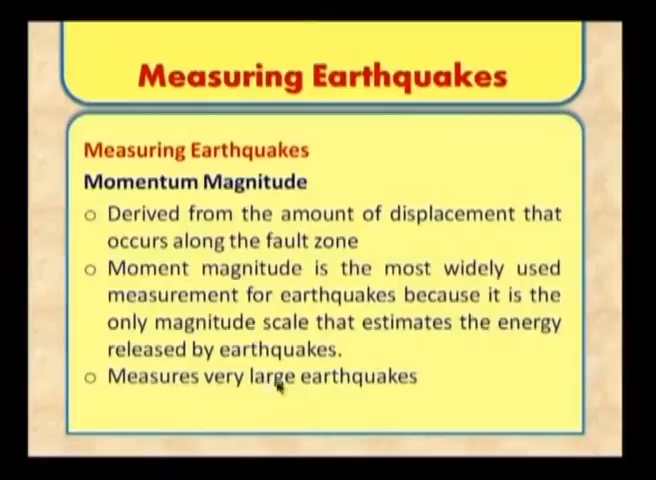 Measuring Earthquakes
Measuring Earthquakes
Momentum Magnitude
o Derived from the amount of displacement that
occurs along the fault zone
o Moment magnitude is the most widely used
measurement for earthquakes because it is the
only magnitude scale that estimates the energy
released by earthquakes.
o Measures very large earthquakes